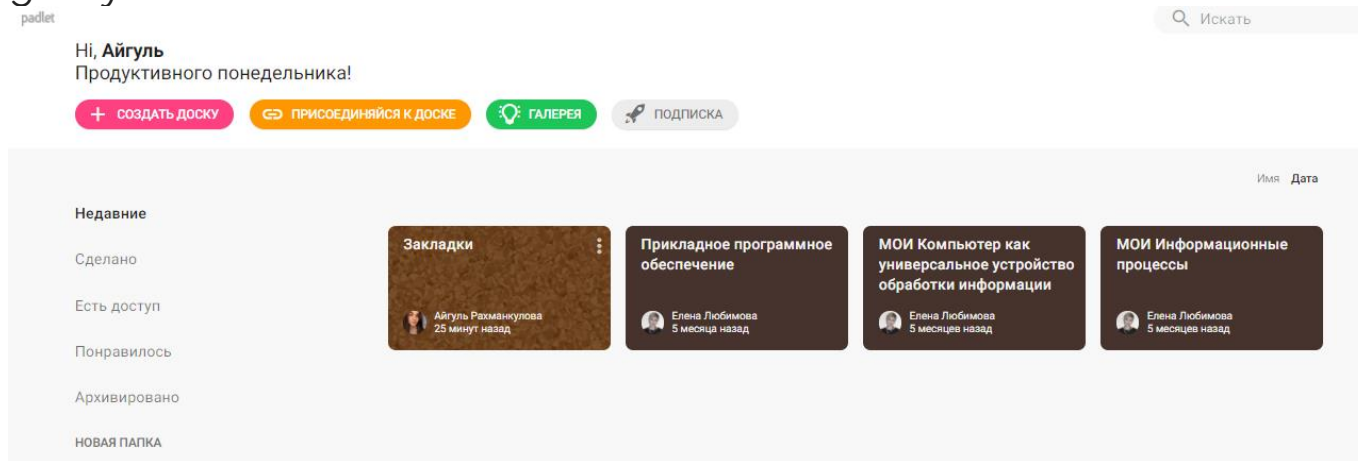 padlet
Искать
Hi, Айгуль
Продуктивного понедельника!
+ СОЗДАТЬ ДОСКУ
ПРИСОЕДИНЯЙСЯ К ДОСКЕ
ГАЛЕРЕЯ
ПОДПИСКА
Имя Дата
Недавние
Сделано
Есть доступ
Понравилось
Архивировано
НОВАЯ ПАПКА
Закладки
Айгуль Рахманкулова
25 минут назад
Прикладное программное
обеспечение
Елена Любимова
5 месяца назад
МОИ Компьютер как
универсальное устройство
обработки информации
Елена Любимова
5 месяцев назад
МОИ Информационные
процессы
Елена Любимова
5 месяцев назад